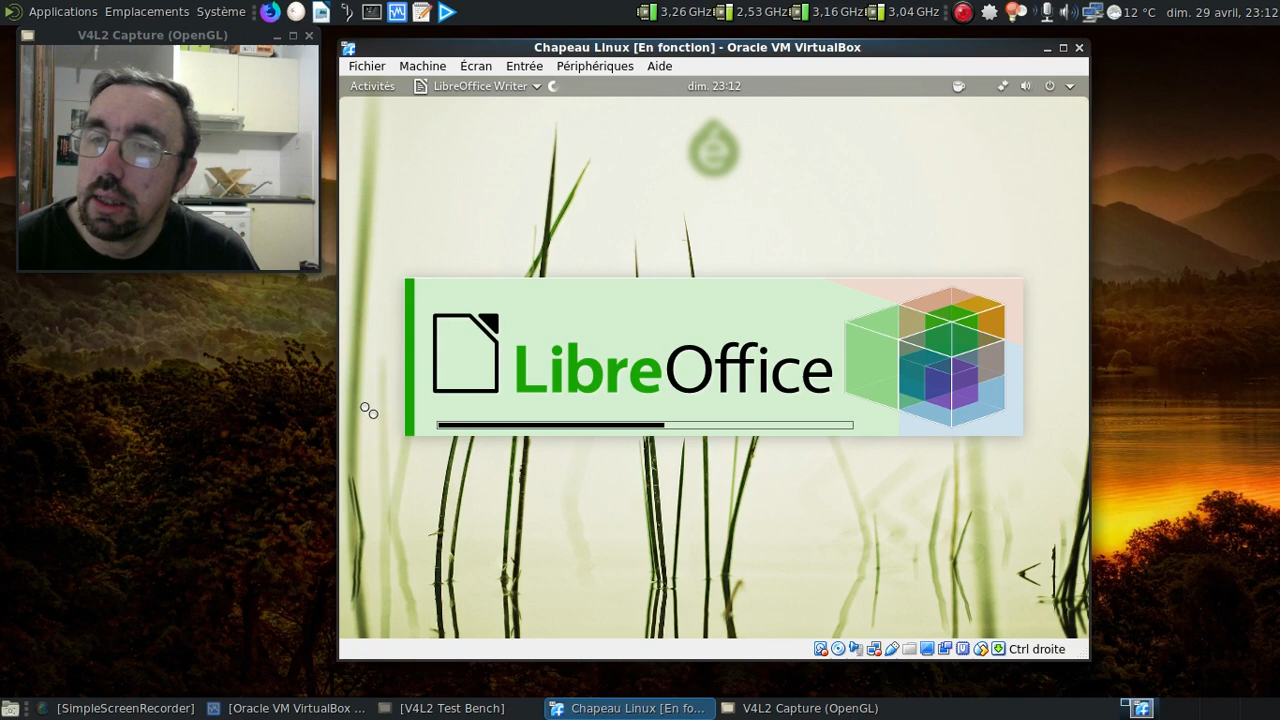 Applications Emplacements Système
3,26 GHz 2,53 GHz 3,16 GHz 3,04 GHz
12 °C dim. 29 avril, 23:12
V4L2 Capture (OpenGL)
Chapeau Linux [En fonction] - Oracle VM VirtualBox
Fichier Machine Écran Entrée Périphériques Aide
Activités LibreOffice Writer dim. 23:12
LibreOffice
Ctrl droite
[SimpleScreenRecorder] [Oracle VM VirtualBox ... [V4L2 Test Bench] Chapeau Linux [En fo... V4L2 Capture (OpenGL)